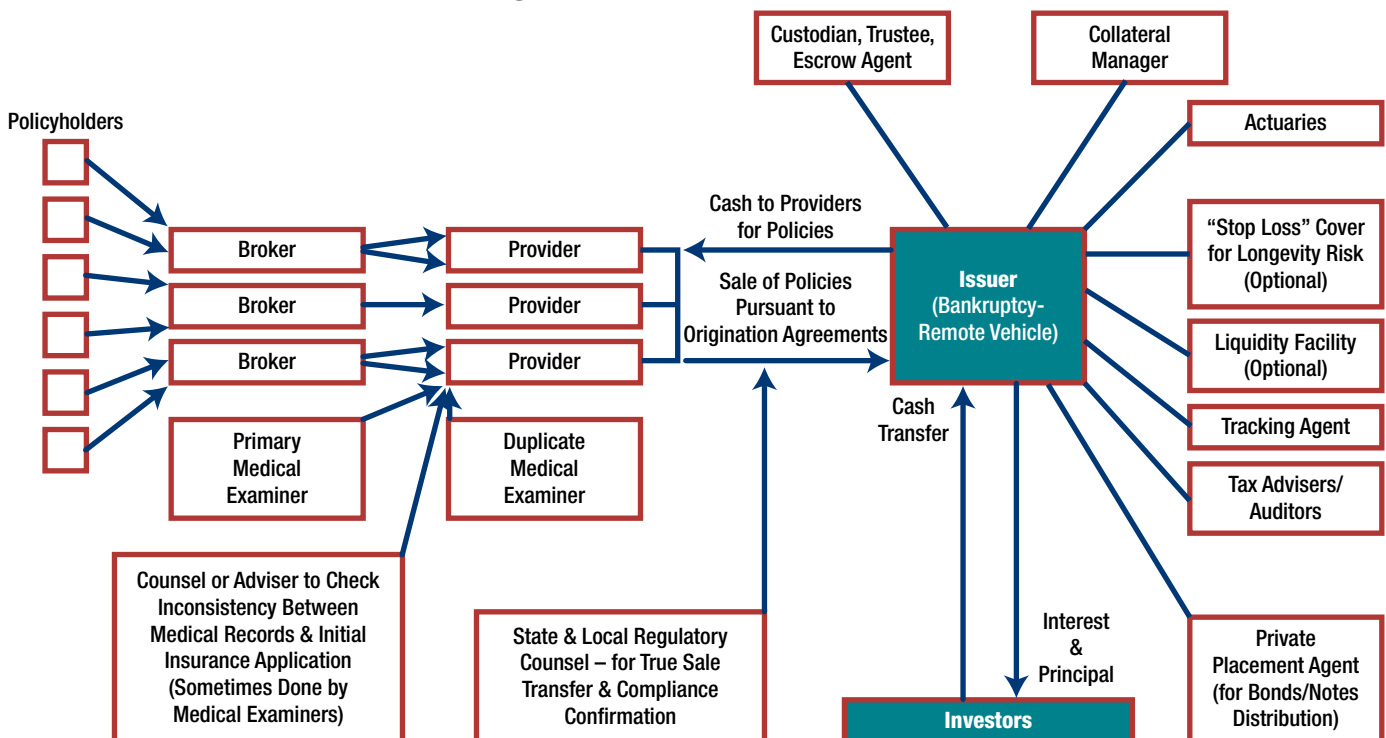 Custodian, Trustee,
Escrow Agent
Collateral
Manager
Policyholders
Actuaries
Broker
Provider
Cash to Providers
for Policies
“Stop Loss” Cover
for Longevity Risk
(Optional)
Broker
Provider
Sale of Policies
Pursuant to
Origination Agreements
Issuer
(Bankruptcy-
Remote Vehicle)
Broker
Provider
Liquidity Facility
(Optional)
Primary
Medical
Examiner
Duplicate
Medical
Examiner
Cash
Transfer
Tracking Agent
Tax Advisers/
Auditors
Counsel or Adviser to Check
Inconsistency Between
Medical Records & Initial
Insurance Application
(Sometimes Done by
Medical Examiners)
State & Local Regulatory
Counsel – for True Sale
Transfer & Compliance
Confirmation
Interest
&
Principal
Private
Placement Agent
(for Bonds/Notes
Distribution)
Investors